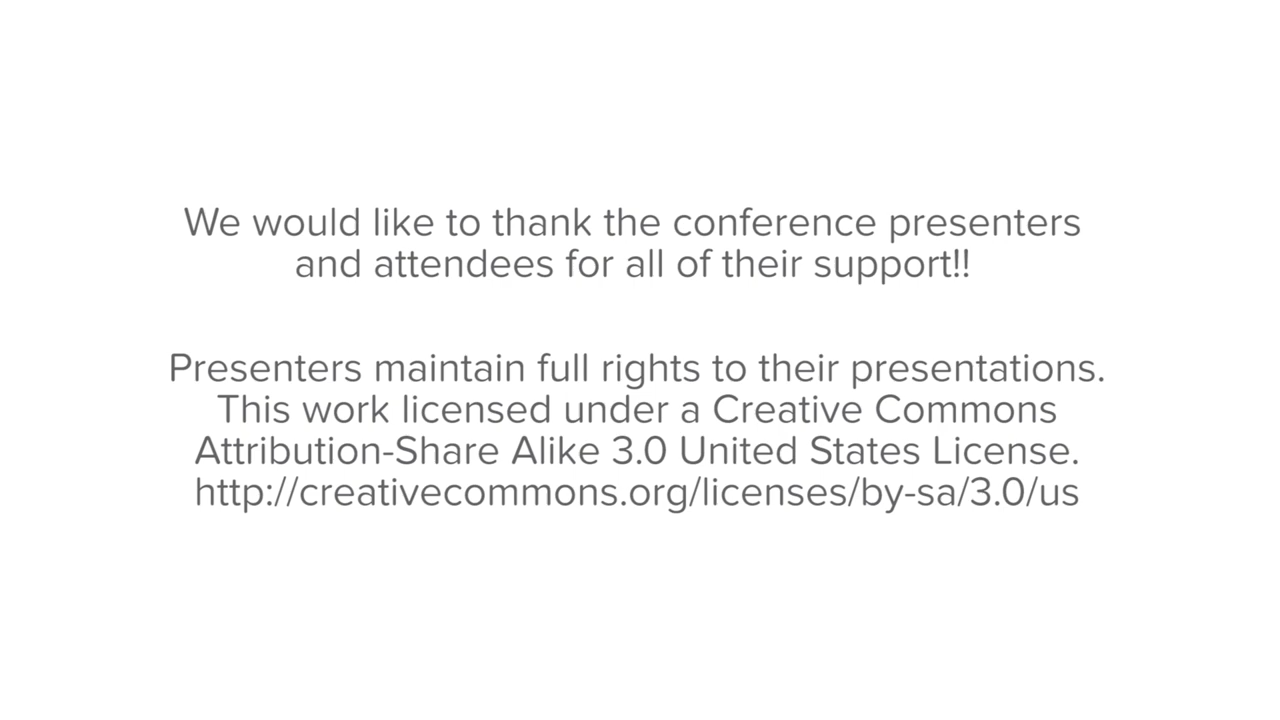 We would like to thank the conference presenters
and attendees for all of their support!!
Presenters maintain full rights to their presentations.
This work licensed under a Creative Commons
Attribution-Share Alike 3.0 United States License.
http://creativecommons.org/licenses/by-sa/3.0/us